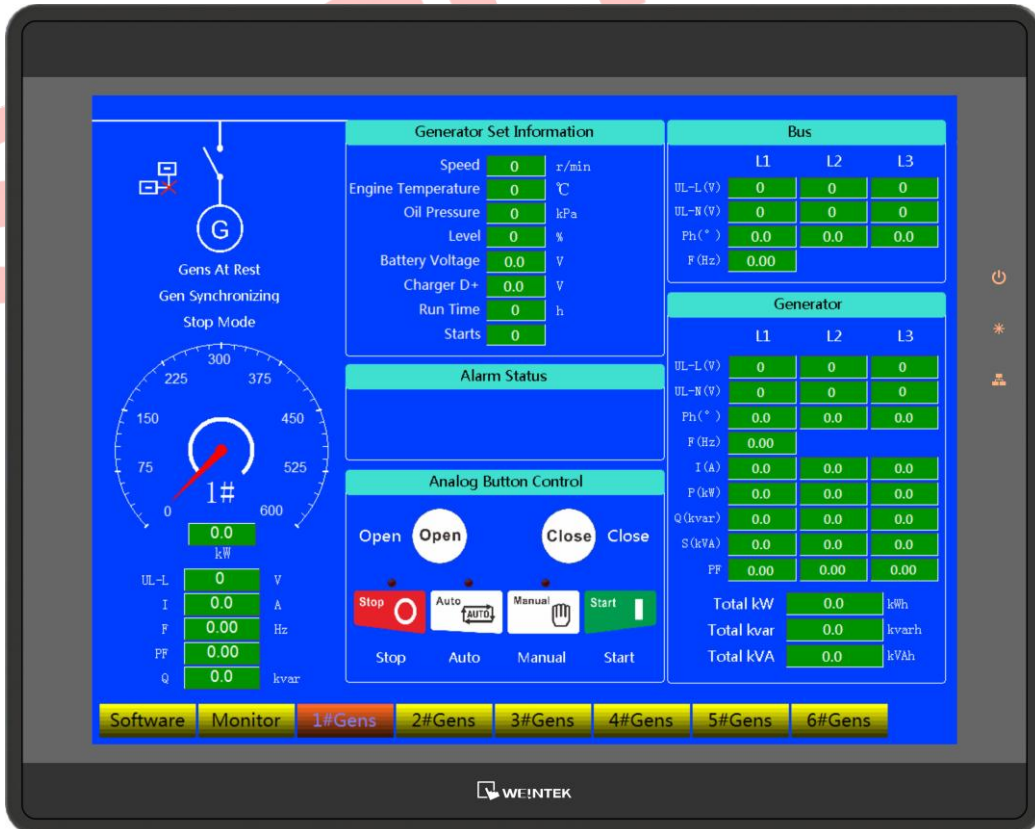 G
Gens At Rest
Gen Synchronizing
Stop Mode
0
75
150
225
300
375
450
525
600
1#
0.0
kW
UL-L 0 V
I 0.0 A
F 0.00 Hz
PF 0.00
Q 0.0 kvar
Generator Set Information
Speed 0 r/min
Engine Temperature 0 ℃
Oil Pressure 0 kPa
Level 0 %
Battery Voltage 0.0 V
Charger D+ 0.0 V
Run Time 0 h
Starts 0
Alarm Status
Analog Button Control
Open Open Close Close
Stop Auto AUTO Manual Start
Stop Auto Manual Start
Bus
L1 L2 L3
UL-L(V) 0 0 0
UL-N(V) 0 0 0
Ph(°) 0.0 0.0 0.0
F(Hz) 0.00
Generator
L1 L2 L3
UL-L(V) 0 0 0
UL-N(V) 0 0 0
Ph(°) 0.0 0.0 0.0
F(Hz) 0.00
I(A) 0.0 0.0 0.0
P(kW) 0.0 0.0 0.0
Q(kvar) 0.0 0.0 0.0
S(kVA) 0.0 0.0 0.0
PF 0.00 0.00 0.00
Total kW 0.0 kWh
Total kvar 0.0 kvarh
Total kVA 0.0 kVAh
Software Monitor 1#Gens 2#Gens 3#Gens 4#Gens 5#Gens 6#Gens
WEINTEK